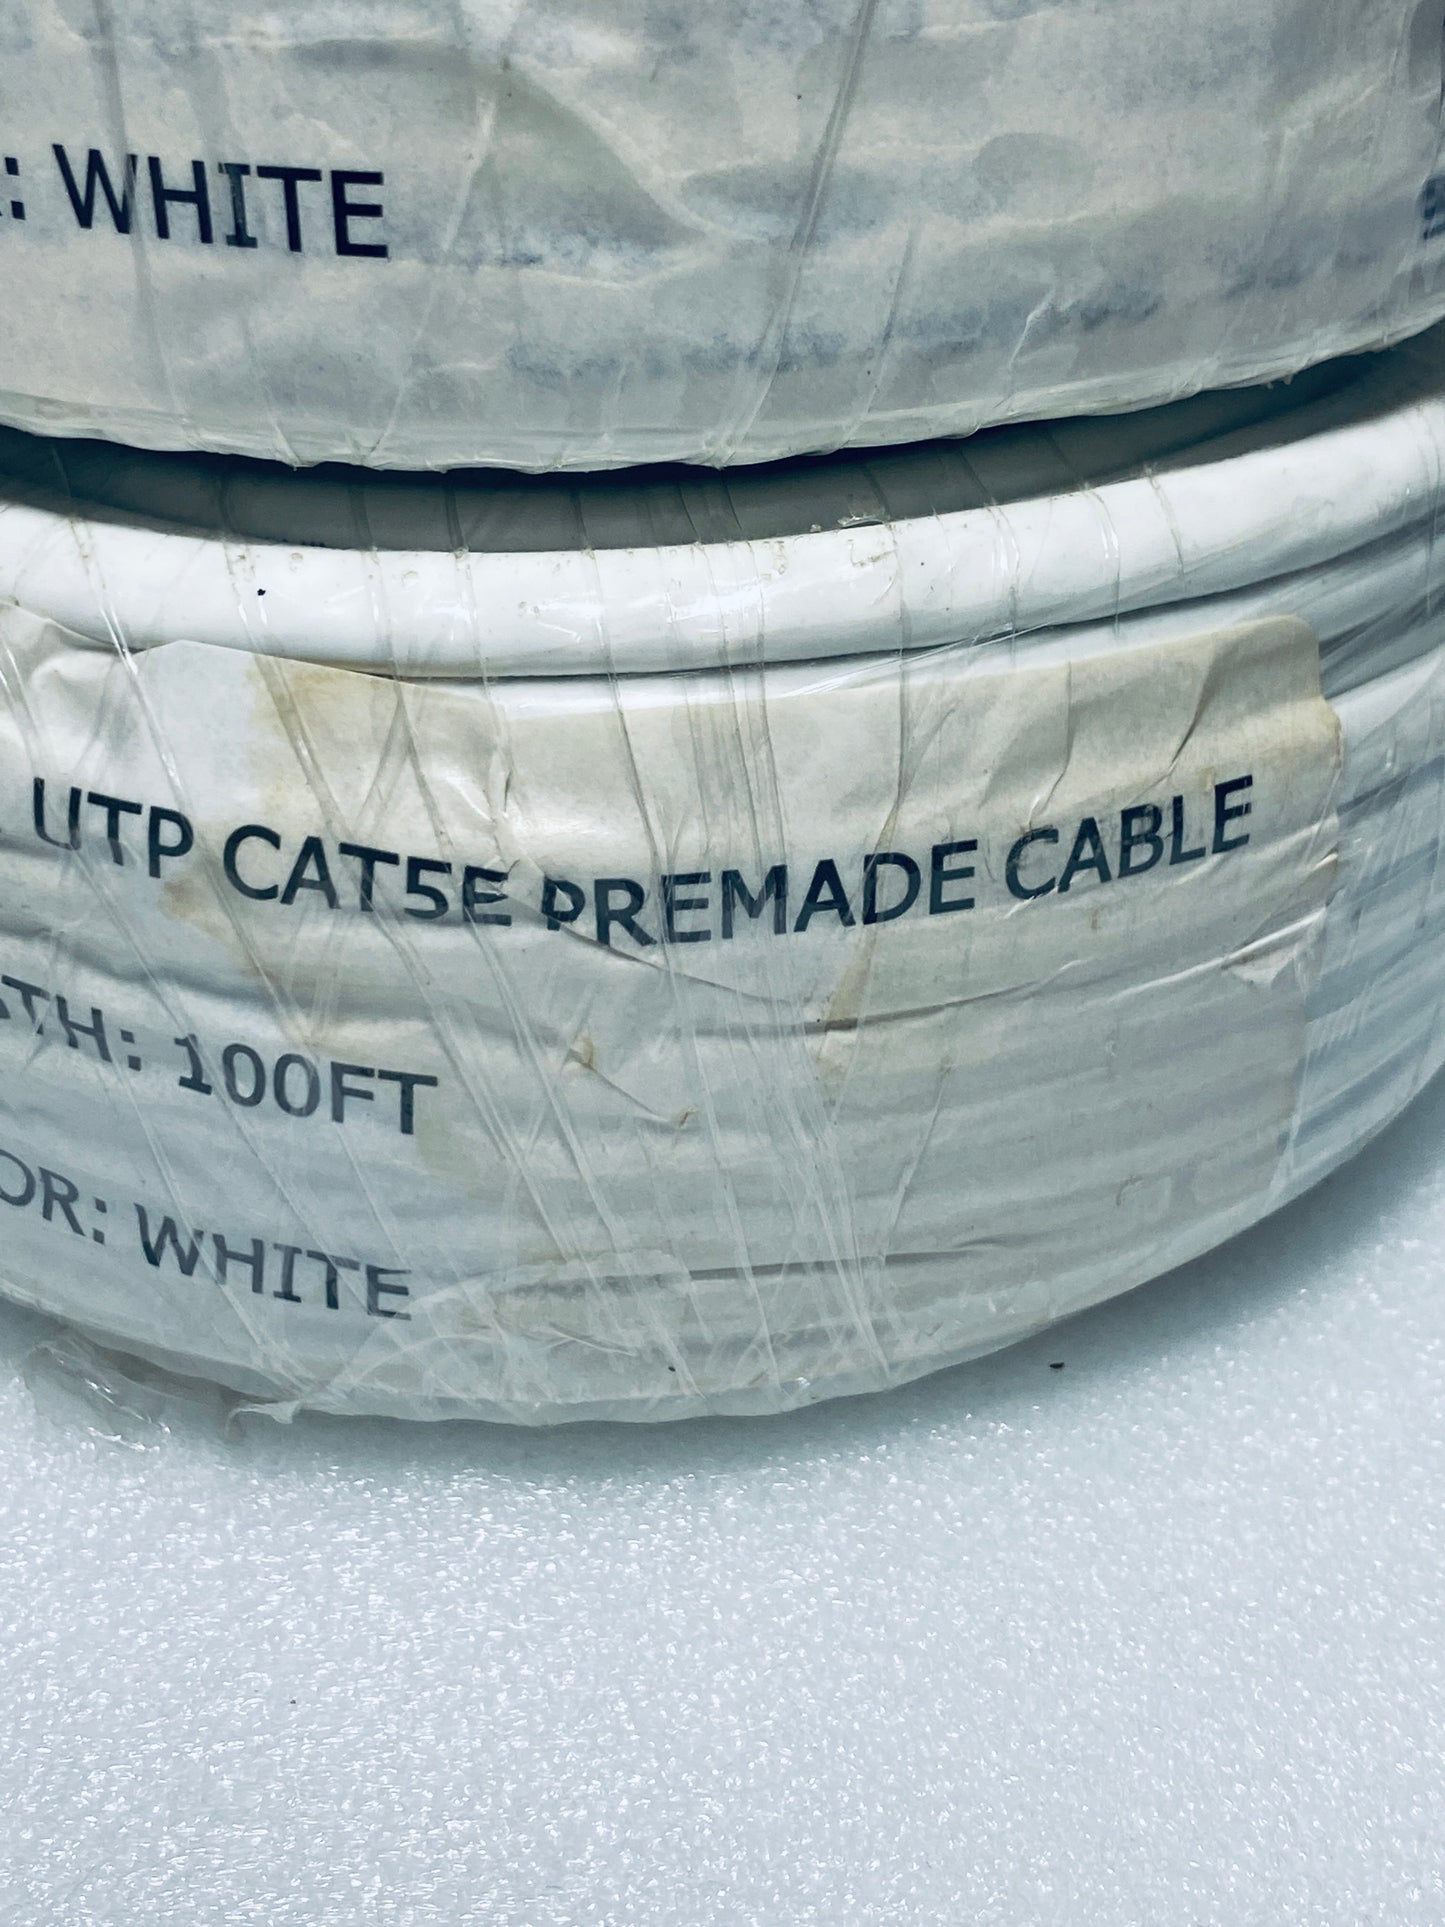 : WHITE
UTP CAT5E PREMADE CABLE
TH: 100FT
OR: WHITE